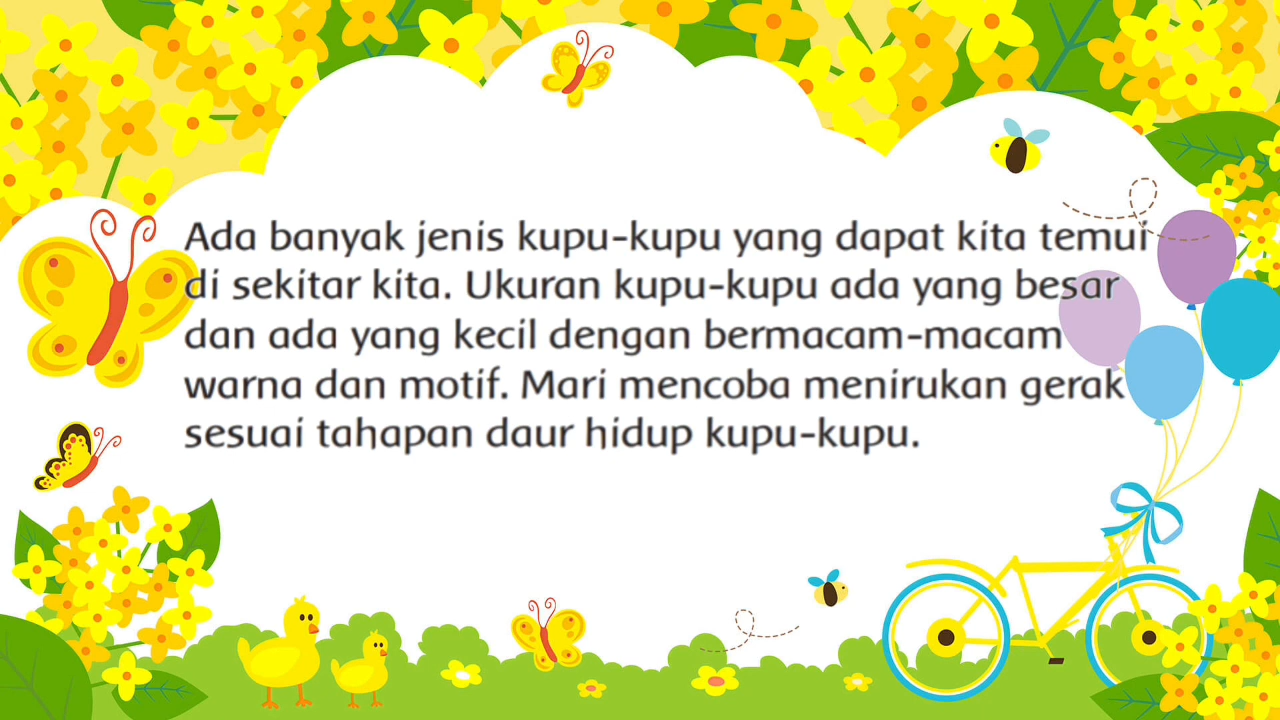 Ada banyak jenis kupu-kupu yang dapat kita temui
di sekitar kita. Ukuran kupu-kupu ada yang besar
dan ada yang kecil dengan bermacam-macam
warna dan motif. Mari mencoba menirukan gerak
sesuai tahapan daur hidup kupu-kupu.